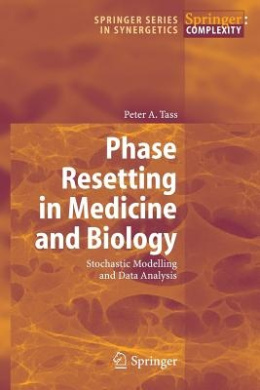 SPRINGER SERIES
IN SYNERGETICS
Springer:
COMPLEXITY
Peter A. Tass
Phase
Resetting
in Medicine
and Biology
Stochastic Modelling
and Data Analysis
Springer